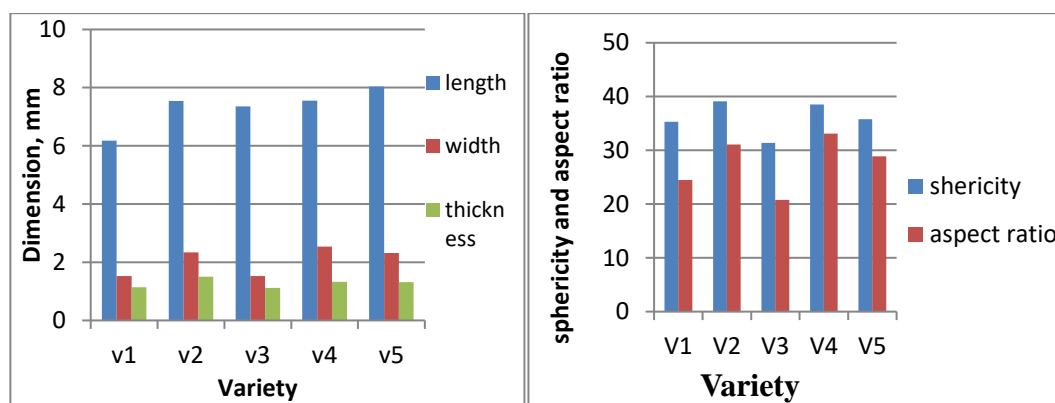 Dimension, mm
10
8
6
4
2
0
v1 v2 v3 v4 v5
Variety
length
width
thickn
ess
sphericity and aspect ratio
50
40
30
20
10
0
V1 V2 V3 V4 V5
Variety
shericity
aspect ratio